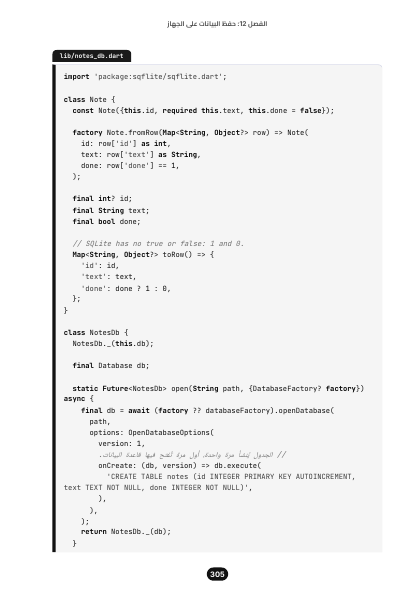 الفصل 12: حفظ البيانات على الجهاز
lib/notes_db.dart
import 'package:sqflite/sqflite.dart';

class Note {
  const Note({this.id, required this.text, this.done = false});

  factory Note.fromRow(Map<String, Object?> row) => Note(
    id: row['id'] as int,
    text: row['text'] as String,
    done: row['done'] == 1,
  );

  final int? id;
  final String text;
  final bool done;

  // SQLite has no true or false: 1 and 0.
  Map<String, Object?> toRow() => {
    'id': id,
    'text': text,
    'done': done ? 1 : 0,
  };
}

class NotesDb {
  NotesDb._(this.db);

  final Database db;

  static Future<NotesDb> open(String path, {DatabaseFactory? factory})
async {
    final db = await (factory ?? databaseFactory).openDatabase(
      path,
      options: OpenDatabaseOptions(
        version: 1,
        // الجدول يُنشأ مرة واحدة، أول مرة تُفتح فيها قاعدة البيانات.
        onCreate: (db, version) => db.execute(
          'CREATE TABLE notes (id INTEGER PRIMARY KEY AUTOINCREMENT,
text TEXT NOT NULL, done INTEGER NOT NULL)',
        ),
      ),
    );
    return NotesDb._(db);
  }
305